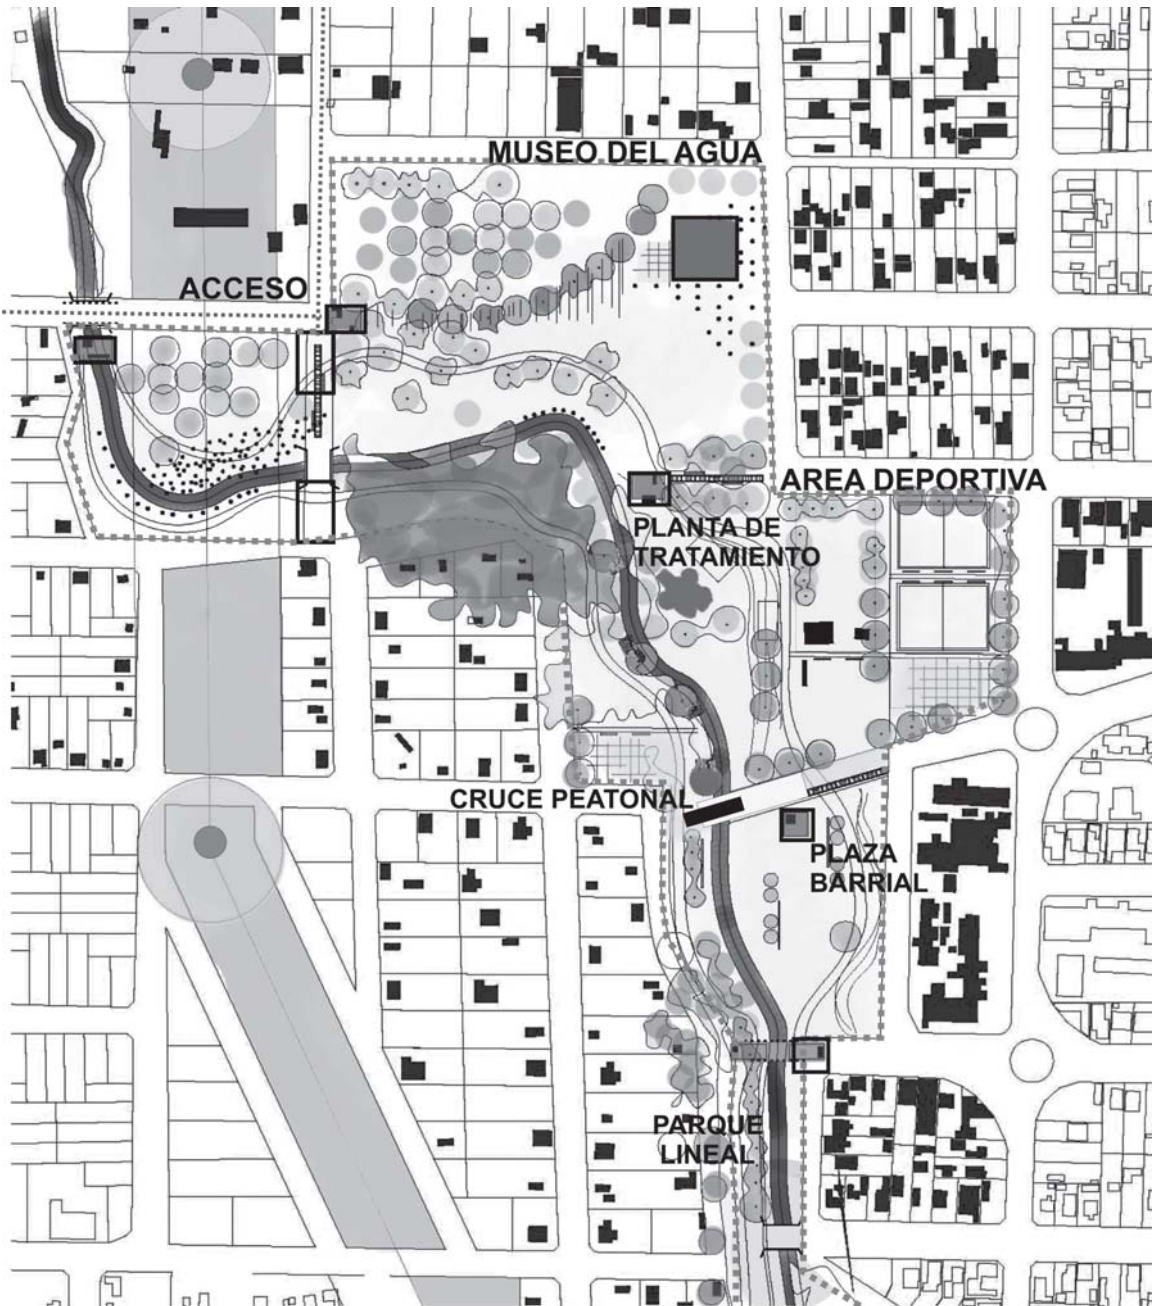 MUSEO DEL AGUA
ACCESO
AREA DEPORTIVA
PLANTA DE
TRATAMIENTO
CRUCE PEATONAL
PLAZA
BARRIAL
PARQUE
LINEAL